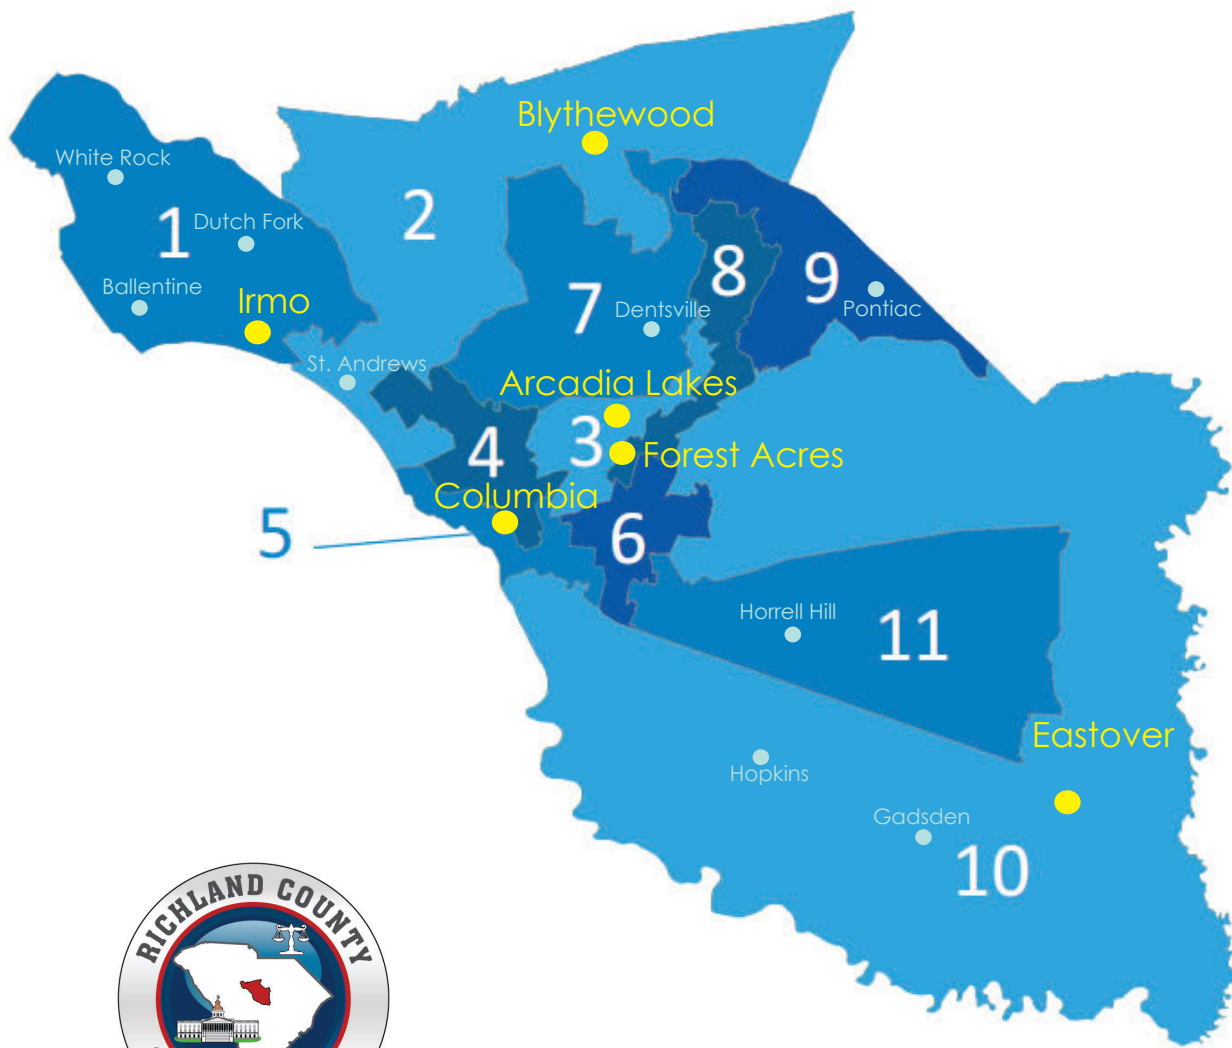 Blythewood
White Rock
1
Dutch Fork
2
8
9
Ballentine
Irmo
7
Dentsville
Pontiac
St. Andrews
Arcadia Lakes
3
4
Forest Acres
Columbia
5
6
Horrell Hill
11
Eastover
Hopkins
Gadsden
10
RICHLAND COUNTY